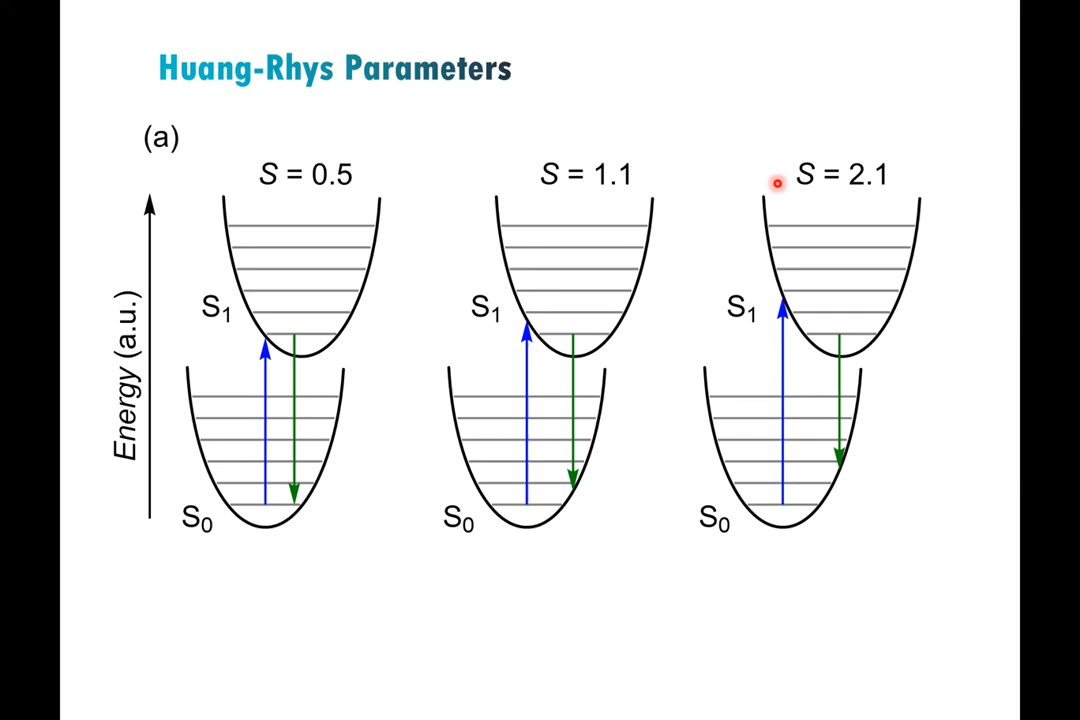 Huang-Rhys Parameters
(a)
S = 0.5
S = 1.1
S = 2.1
Energy (a.u.)
S₁
S₁
S₁
S₀
S₀
S₀